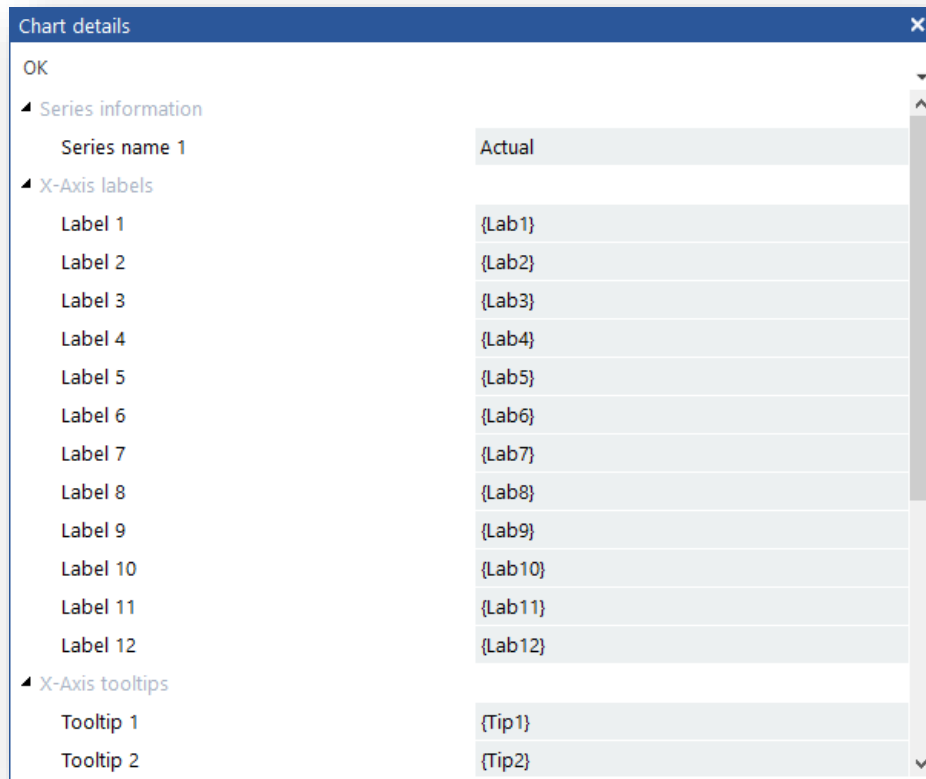 Chart details
OK
Series information
Series name 1 Actual
X-Axis labels
Label 1 {Lab1}
Label 2 {Lab2}
Label 3 {Lab3}
Label 4 {Lab4}
Label 5 {Lab5}
Label 6 {Lab6}
Label 7 {Lab7}
Label 8 {Lab8}
Label 9 {Lab9}
Label 10 {Lab10}
Label 11 {Lab11}
Label 12 {Lab12}
X-Axis tooltips
Tooltip 1 {Tip1}
Tooltip 2 {Tip2}